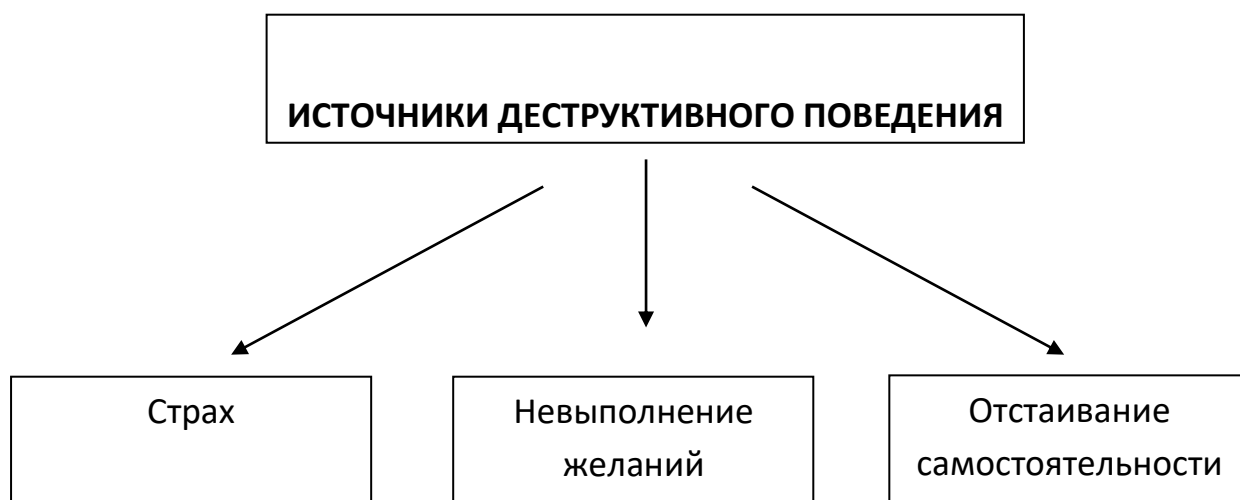 ИСТОЧНИКИ ДЕСТРУКТИВНОГО ПОВЕДЕНИЯ
Страх
Невыполнение
желаний
Отстаивание
самостоятельности